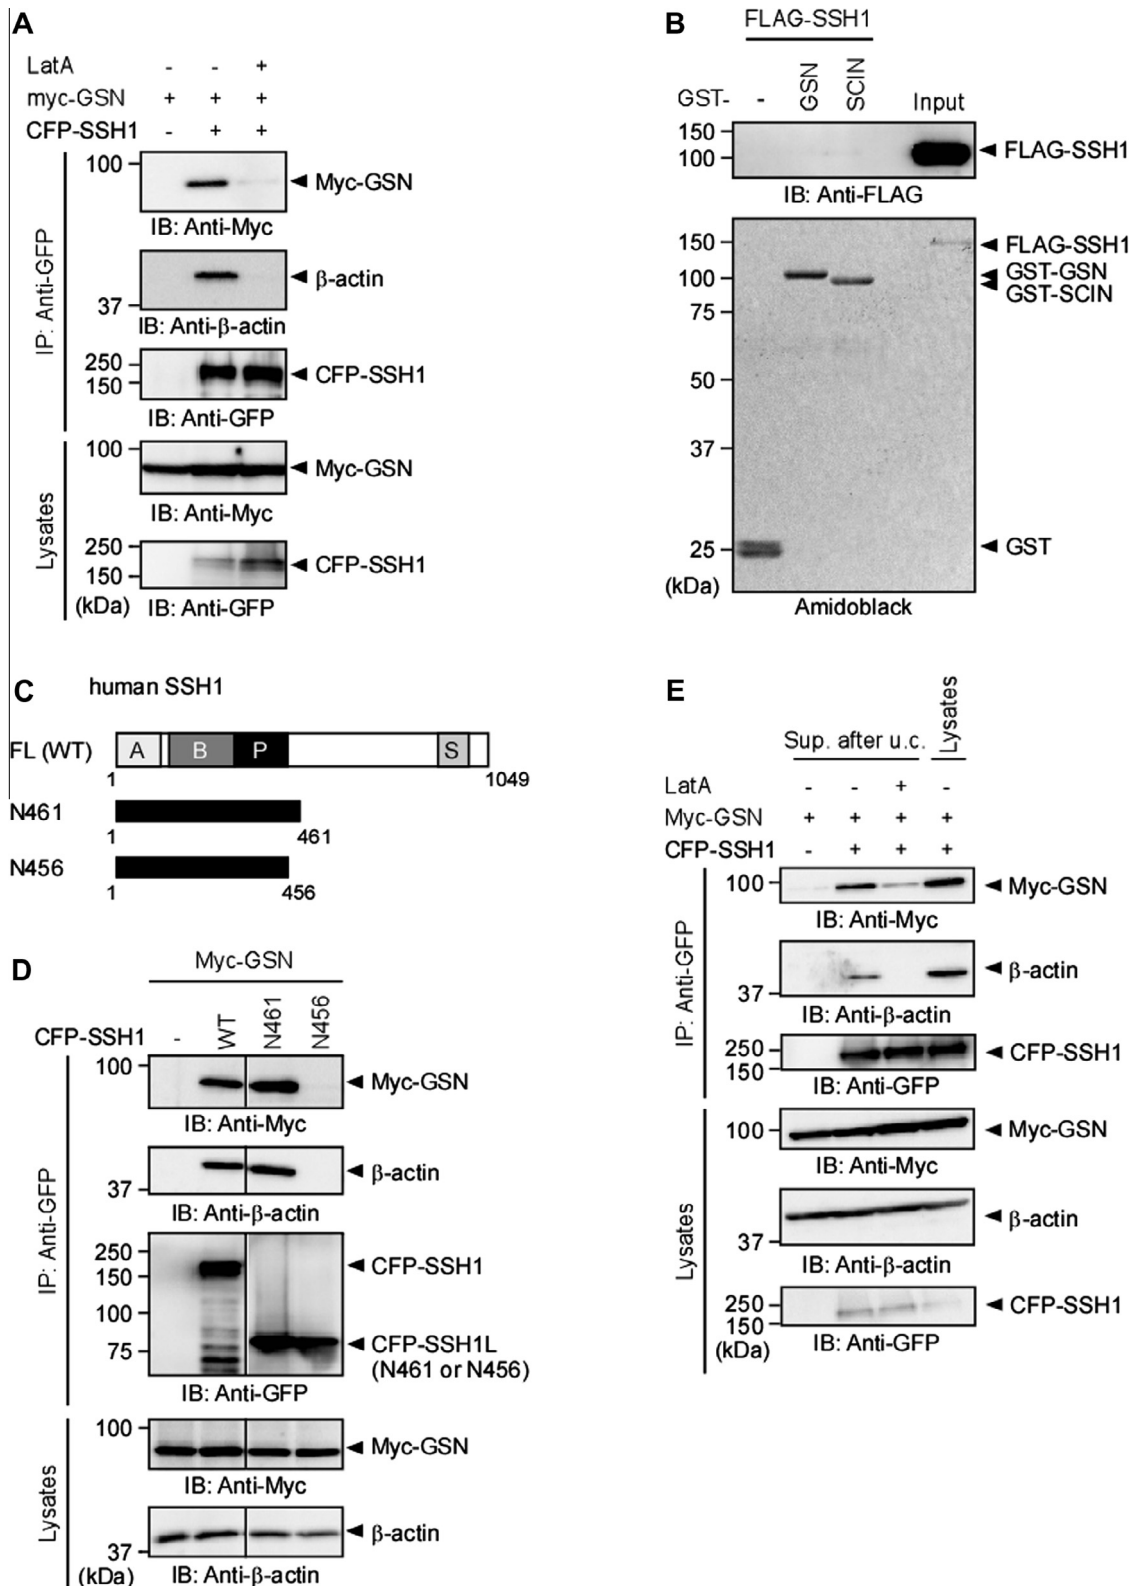 A
LatA - - +
myc-GSN + + +
CFP-SSH1 - + +
IP: Anti-GFP
100
Myc-GSN
IB: Anti-Myc
β-actin
37
IB: Anti-β-actin
250
150
CFP-SSH1
IB: Anti-GFP
Lysates
100
Myc-GSN
IB: Anti-Myc
250
150
CFP-SSH1
(kDa)
IB: Anti-GFP
B
FLAG-SSH1
GST- - GSN SCIN Input
150
100
FLAG-SSH1
IB: Anti-FLAG
150
FLAG-SSH1
100
GST-GSN
GST-SCIN
75
50
37
25
GST
(kDa)
Amidoblack
C
human SSH1
FL (WT) A B P S
1 1049
N461
1 461
N456
1 456
D
Myc-GSN
CFP-SSH1 - WT N461 N456
IP: Anti-GFP
100
Myc-GSN
IB: Anti-Myc
β-actin
37
IB: Anti-β-actin
250
CFP-SSH1
150
100
75
CFP-SSH1L
(N461 or N456)
IB: Anti-GFP
Lysates
100
Myc-GSN
IB: Anti-Myc
β-actin
37
(kDa)
IB: Anti-β-actin
E
Sup. after u.c. Lysates
LatA - - + -
Myc-GSN + + + +
CFP-SSH1 - + + +
IP: Anti-GFP
100
Myc-GSN
IB: Anti-Myc
β-actin
37
IB: Anti-β-actin
250
150
CFP-SSH1
IB: Anti-GFP
Lysates
100
Myc-GSN
IB: Anti-Myc
β-actin
37
IB: Anti-β-actin
250
150
CFP-SSH1
(kDa)
IB: Anti-GFP